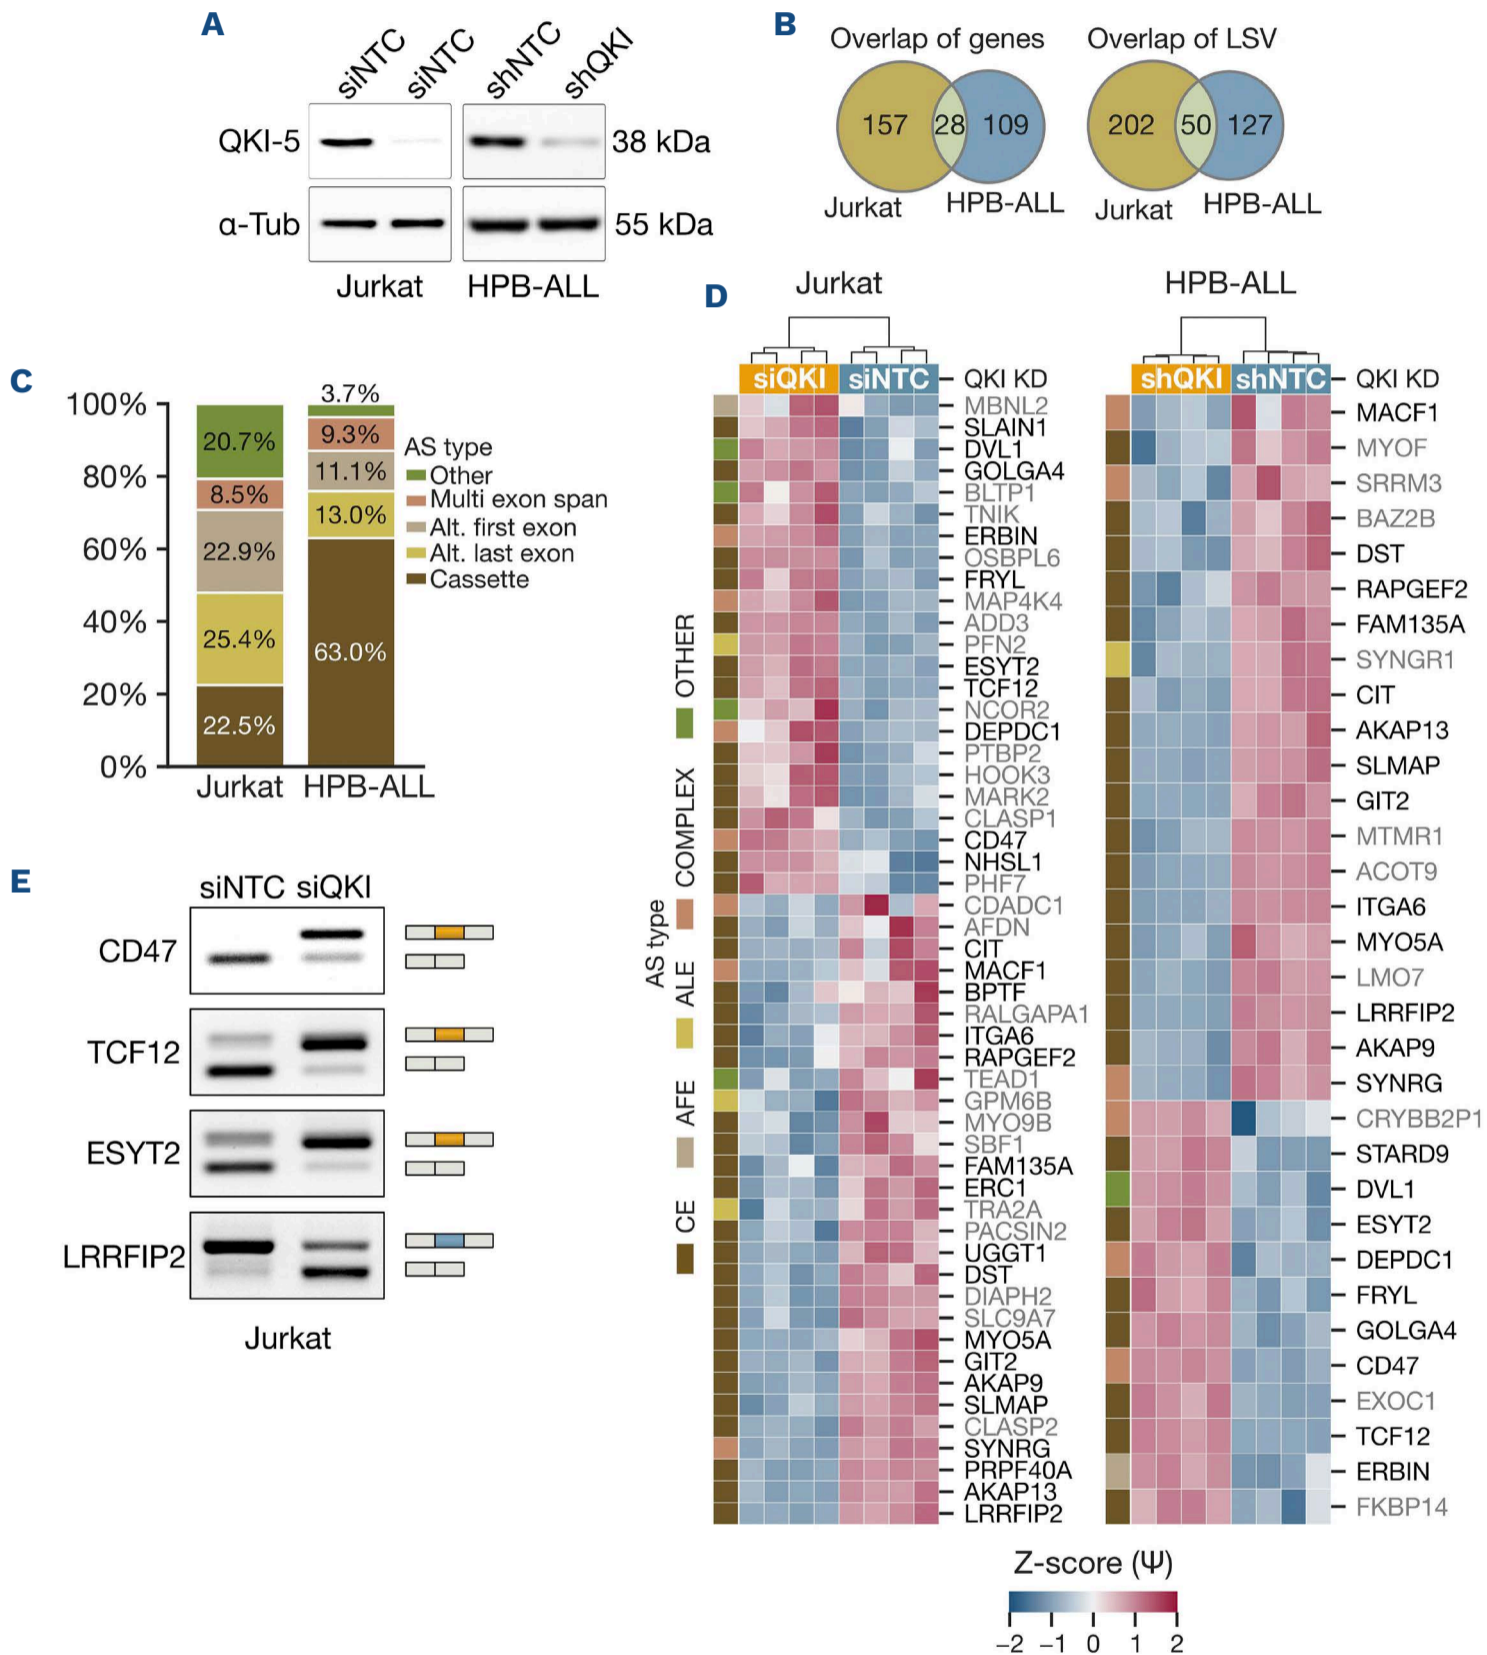 A
siNTC
siNTC
shNTC
shQKI
QKI-5
38 kDa
α-Tub
55 kDa
Jurkat
HPB-ALL
B
Overlap of genes
157
28
109
Jurkat
HPB-ALL
Overlap of LSV
202
50
127
Jurkat
HPB-ALL
C
100%
80%
60%
40%
20%
0%
20.7%
8.5%
22.9%
25.4%
22.5%
3.7%
9.3%
11.1%
13.0%
63.0%
Jurkat
HPB-ALL
AS type
Other
Multi exon span
Alt. first exon
Alt. last exon
Cassette
D
Jurkat
siQKI
siNTC
QKI KD
MBNL2
SLAIN1
DVL1
GOLGA4
BLTP1
TNIK
ERBIN
OSBPL6
FRYL
MAP4K4
ADD3
PFN2
ESYT2
TCF12
NCOR2
DEPDC1
PTBP2
HOOK3
MARK2
CLASP1
CD47
NHSL1
PHF7
CDADC1
AFDN
CIT
MACF1
BPTF
RALGAPA1
ITGA6
RAPGEF2
TEAD1
GPM6B
MYO9B
SBF1
FAM135A
ERC1
TRA2A
PACSIN2
UGGT1
DST
DIAPH2
SLC9A7
MYO5A
GIT2
AKAP9
SLMAP
CLASP2
SYNRG
PRPF40A
AKAP13
LRRFIP2
AS type
CE
AFE
ALE
COMPLEX
OTHER
HPB-ALL
shQKI
shNTC
QKI KD
MACF1
MYOF
SRRM3
BAZ2B
DST
RAPGEF2
FAM135A
SYNGR1
CIT
AKAP13
SLMAP
GIT2
MTMR1
ACOT9
ITGA6
MYO5A
LMO7
LRRFIP2
AKAP9
SYNRG
CRYBB2P1
STARD9
DVL1
ESYT2
DEPDC1
FRYL
GOLGA4
CD47
EXOC1
TCF12
ERBIN
FKBP14
Z-score (Ψ)
−2
−1
0
1
2
E
siNTC
siQKI
CD47
TCF12
ESYT2
LRRFIP2
Jurkat